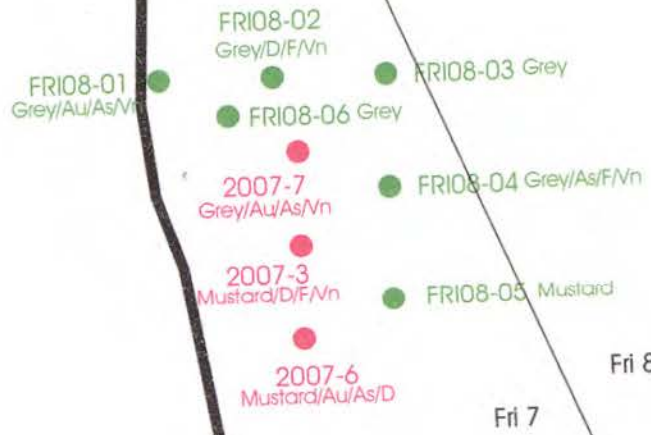 FRI08-02
Grey/D/F/Vn
FRI08-01
Grey/Au/As/Vn
FRI08-03 Grey
FRI08-06 Grey
2007-7
Grey/Au/As/Vn
FRI08-04 Grey/As/F/Vn
2007-3
Mustard/D/F/Vn
FRI08-05 Mustard
2007-6
Mustard/Au/As/D
Fri 8
Fri 7